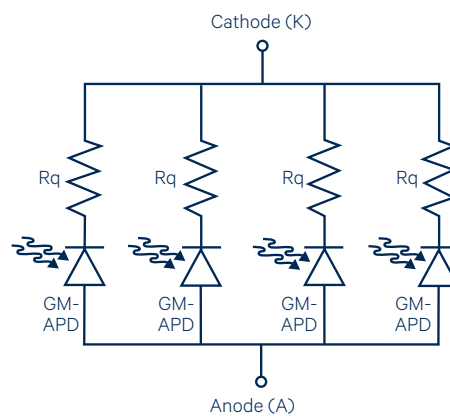 Cathode (K)
Rq
Rq
Rq
Rq
GM-
APD
GM-
APD
GM-
APD
GM-
APD
Anode (A)